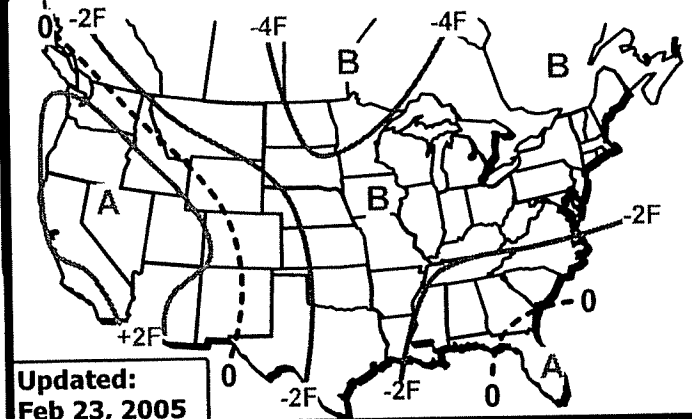 0 -2F -4F -4F
B B
A B
-2F
0
+2F
A
0 -2F -2F 0
Updated:
Feb 23, 2005